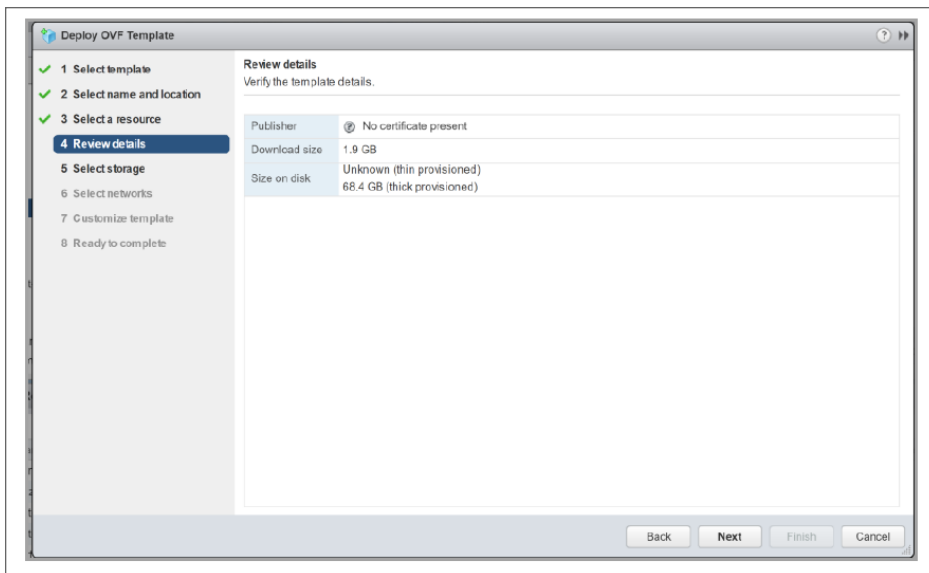 Deploy OVF Template
1 Select template
2 Select name and location
3 Select a resource
4 Review details
5 Select storage
6 Select networks
7 Customize template
8 Ready to complete
Review details
Verify the template details.
Publisher
No certificate present
Download size
1.9 GB
Size on disk
Unknown (thin provisioned)
68.4 GB (thick provisioned)
Back
Next
Finish
Cancel